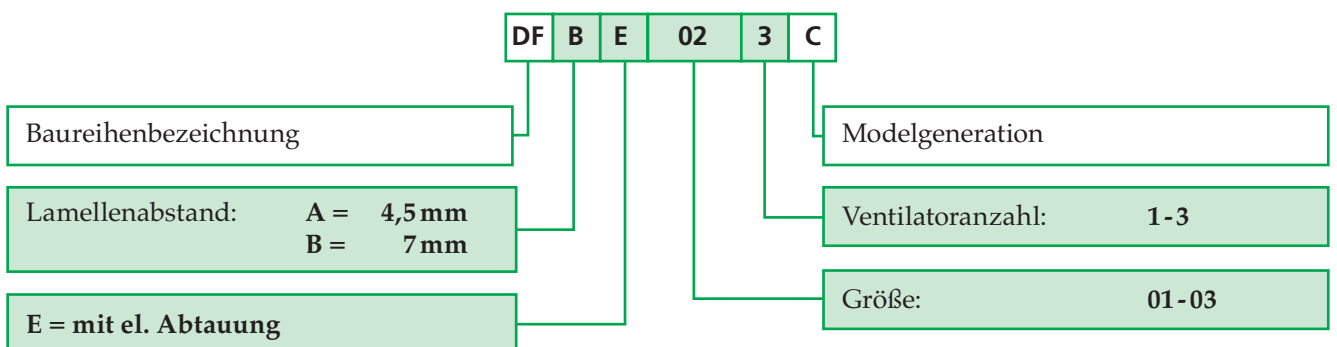 DF B E 02 3 C
Baureihenbezeichnung
Lamellenabstand: A = 4,5 mm
B = 7 mm
E = mit el. Abtauung
Modelgeneration
Ventilatoranzahl: 1-3
Größe: 01-03